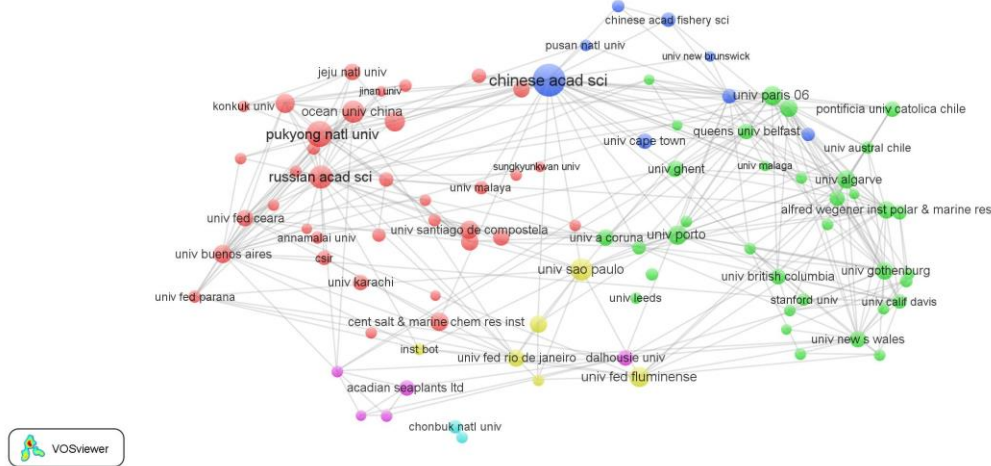 chinese acad fishery sci
pusan natl univ
univ new brunswick
jeju natl univ
chinese acad sci
jinan univ
konkuk univ
ocean univ china
univ paris 06
pontificia univ catolica chile
pukyong natl univ
queens univ belfast
univ cape town
univ austral chile
sungkyunkwan univ
univ ghent
univ malaga
russian acad sci
univ malaya
univ algarve
univ fed ceara
alfred wegener inst polar & marine res
univ santiago de compostela
annamalai univ
univ a coruna
univ porto
univ buenos aires
csir
univ sao paulo
univ british columbia
univ gothenburg
univ karachi
univ fed parana
univ leeds
stanford univ
univ calif davis
cent salt & marine chem res inst
univ new s wales
inst bot
univ fed rio de janeiro
dalhousie univ
univ fed fluminense
acadian seaplants ltd
chonbuk natl univ
VOSviewer